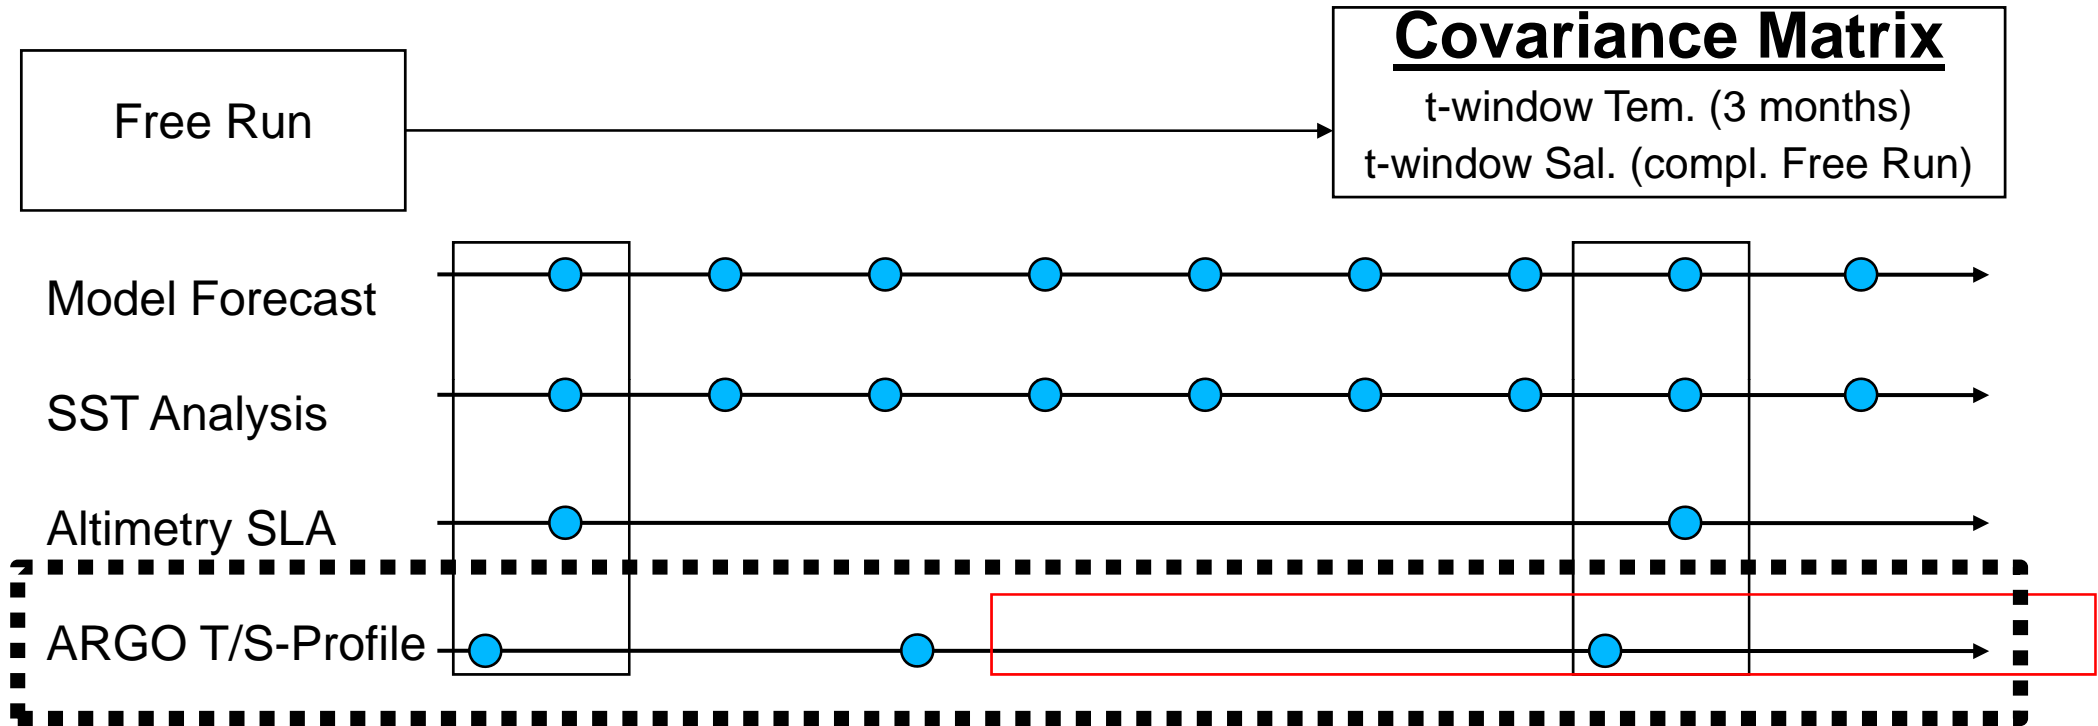 Covariance Matrix
Free Run
t-window Tem. (3 months)
t-window Sal. (compl. Free Run)
Model Forecast
SST Analysis
Altimetry SLA
ARGO T/S-Profile